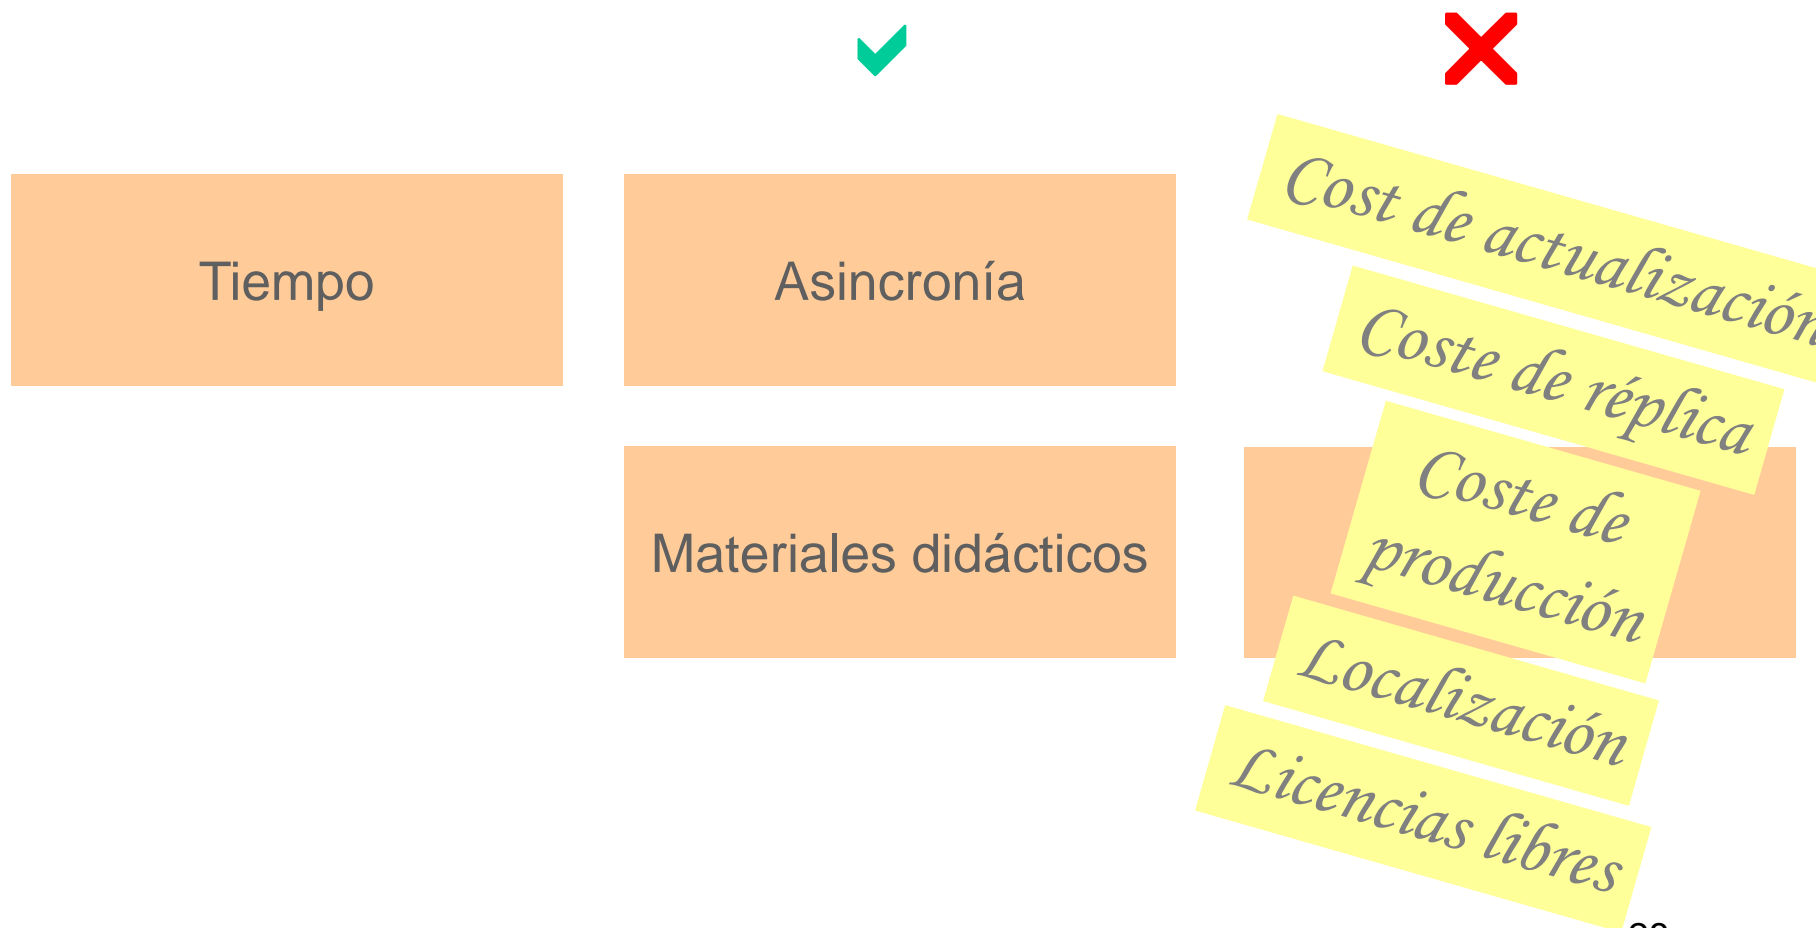 Tiempo
Asincronía
Cost de actualización
Coste de réplica
Materiales didácticos
Coste de
producción
Localización
Licencias libres